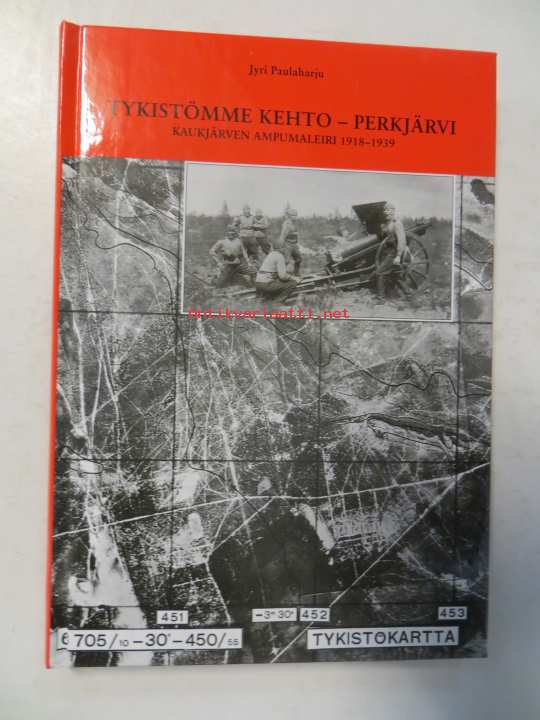 Jyri Paulaharju
TYKISTÖMME KEHTO – PERKJÄRVI
KAUKJÄRVEN AMPUMALEIRI 1918–1939
Antikvariaatti.net
451 –3°30° 452 453
6 705/10 –30°–450/55 TYKISTÖKARTTA